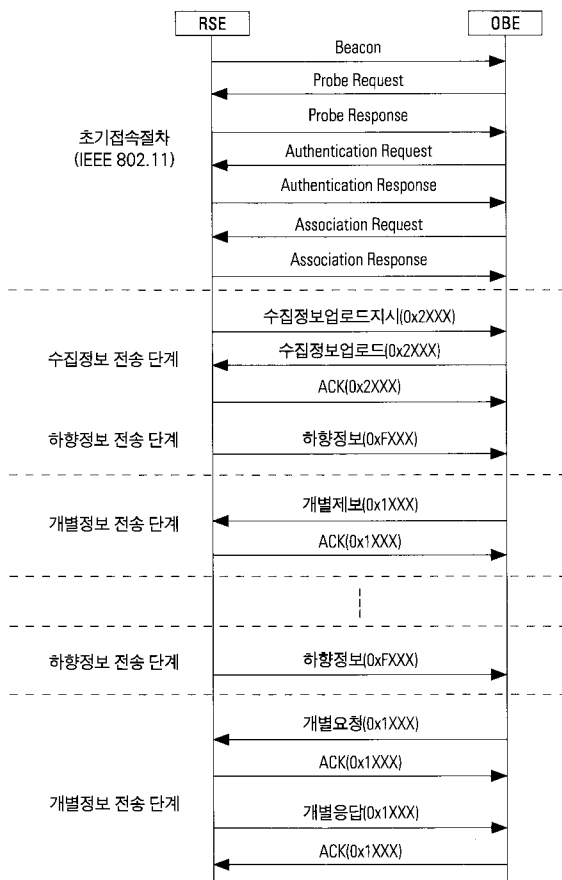 RSE
OBE
Beacon
Probe Request
Probe Response
초기접속절차
(IEEE 802.11)
Authentication Request
Authentication Response
Association Request
Association Response
수집정보업로드지시(0x2XXX)
수집정보 전송 단계
수집정보업로드(0x2XXX)
ACK(0x2XXX)
하향정보 전송 단계
하향정보(0xFXXX)
개별제보(0x1XXX)
개별정보 전송 단계
ACK(0x1XXX)
하향정보 전송 단계
하향정보(0xFXXX)
개별요청(0x1XXX)
ACK(0x1XXX)
개별정보 전송 단계
개별응답(0x1XXX)
ACK(0x1XXX)